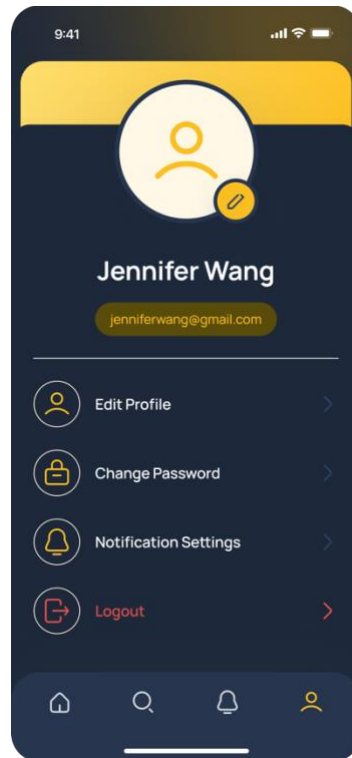 9:41
Jennifer Wang
jenniferwang@gmail.com
Edit Profile
Change Password
Notification Settings
Logout